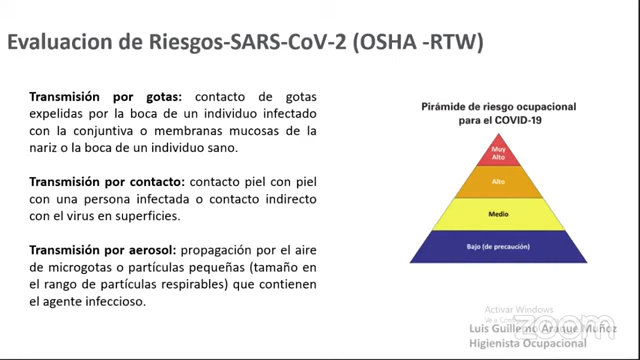 Evaluacion de Riesgos-SARS-CoV-2 (OSHA -RTW)
Transmisión por gotas: contacto de gotas
expelidas por la boca de un individuo infectado
con la conjuntiva o membranas mucosas de la
nariz o la boca de un individuo sano.
Transmisión por contacto: contacto piel con piel
con una persona infectada o contacto indirecto
con el virus en superficies.
Transmisión por aerosol: propagación por el aire
de microgotas o partículas pequeñas (tamaño en
el rango de partículas respirables) que contienen
el agente infeccioso.
Pirámide de riesgo ocupacional
para el COVID-19
Muy
Alto
Alto
Medio
Bajo (de precaución)
Activar Windows
zoom
Luis Guillermo Araque Muñoz
Higienista Ocupacional